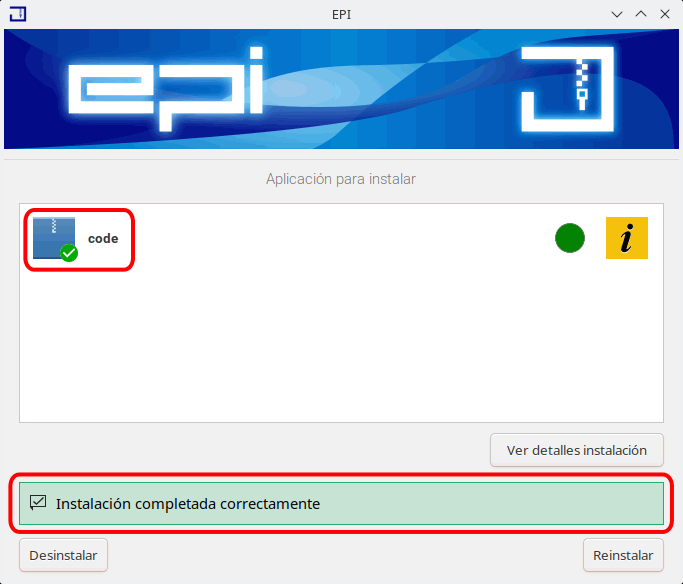 EPI
epi
Aplicación para instalar
code
i
Ver detalles instalación
Instalación completada correctamente
Desinstalar
Reinstalar